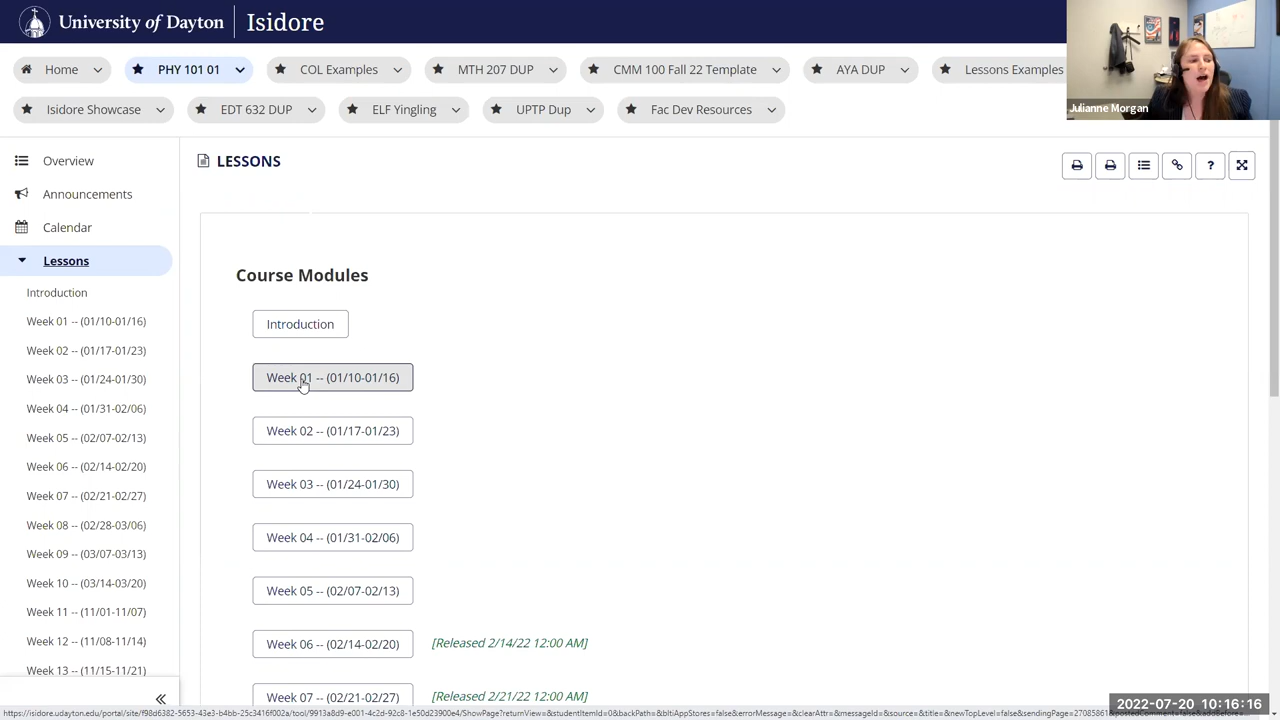 University of Dayton Isidore
Home
PHY 101 01
COL Examples
CMM 100 Fall 22 Template
AYA DUP
Lessons Examples
Isidore Showcase
EDT 632 DUP
ELF Yingling
UPTP Dup
Fac Dev Resources
Julianne Morgan
Overview
Announcements
Calendar
Lessons
Introduction
Week 01 -- (01/10-01/16)
Week 02 -- (01/17-01/23)
Week 03 -- (01/24-01/30)
Week 04 -- (01/31-02/06)
Week 05 -- (02/07-02/13)
Week 06 -- (02/14-02/20)
Week 07 -- (02/21-02/27)
Week 08 -- (02/28-03/06)
Week 09 -- (03/07-03/13)
Week 10 -- (03/14-03/20)
Week 11 -- (11/01-11/07)
Week 12 -- (11/08-11/14)
Week 13 -- (11/15-11/21)
LESSONS
?
Course Modules
Introduction
Week 01 -- (01/10-01/16)
Week 02 -- (01/17-01/23)
Week 03 -- (01/24-01/30)
Week 04 -- (01/31-02/06)
Week 05 -- (02/07-02/13)
Week 06 -- (02/14-02/20) [Released 2/14/22 12:00 AM]
Week 07 -- (02/21-02/27) [Released 2/21/22 12:00 AM]
2022-07-20 10:16:16